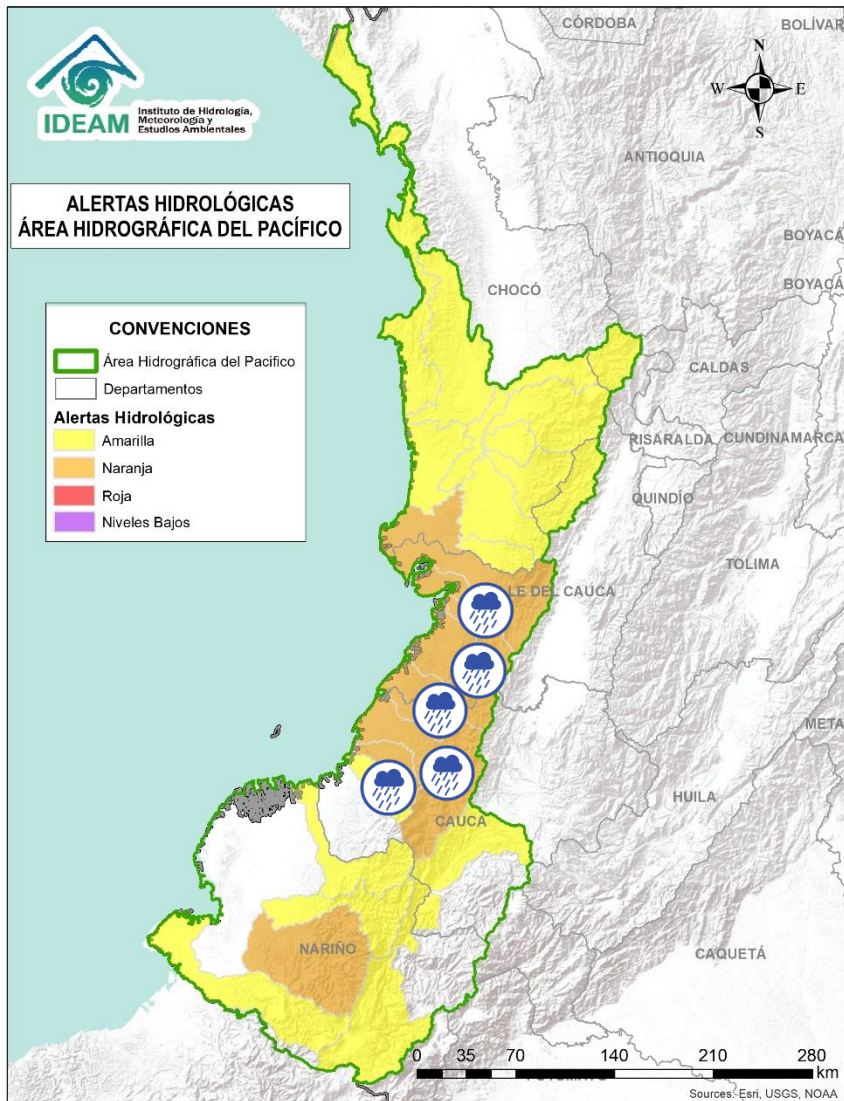 CÓRDOBA
BOLÍVAR
N
W
E
S
IDEAM
Instituto de Hidrología,
Meteorología y
Estudios Ambientales
ANTIOQUIA
ALERTAS HIDROLÓGICAS
ÁREA HIDROGRÁFICA DEL PACÍFICO
BOYACÁ
BOYACÁ
CHOCÓ
CONVENCIONES
Área Hidrográfica del Pacifico
Departamentos
Alertas Hidrológicas
Amarilla
Naranja
Roja
Niveles Bajos
CALDAS
RISARALDA
CUNDINAMARCA
QUINDÍO
TOLIMA
LE DEL CAUCA
META
HUILA
CAUCA
NARIÑO
CAQUETÁ
0 35 70 140 210 280
km
Sources: Esri, USGS, NOAA